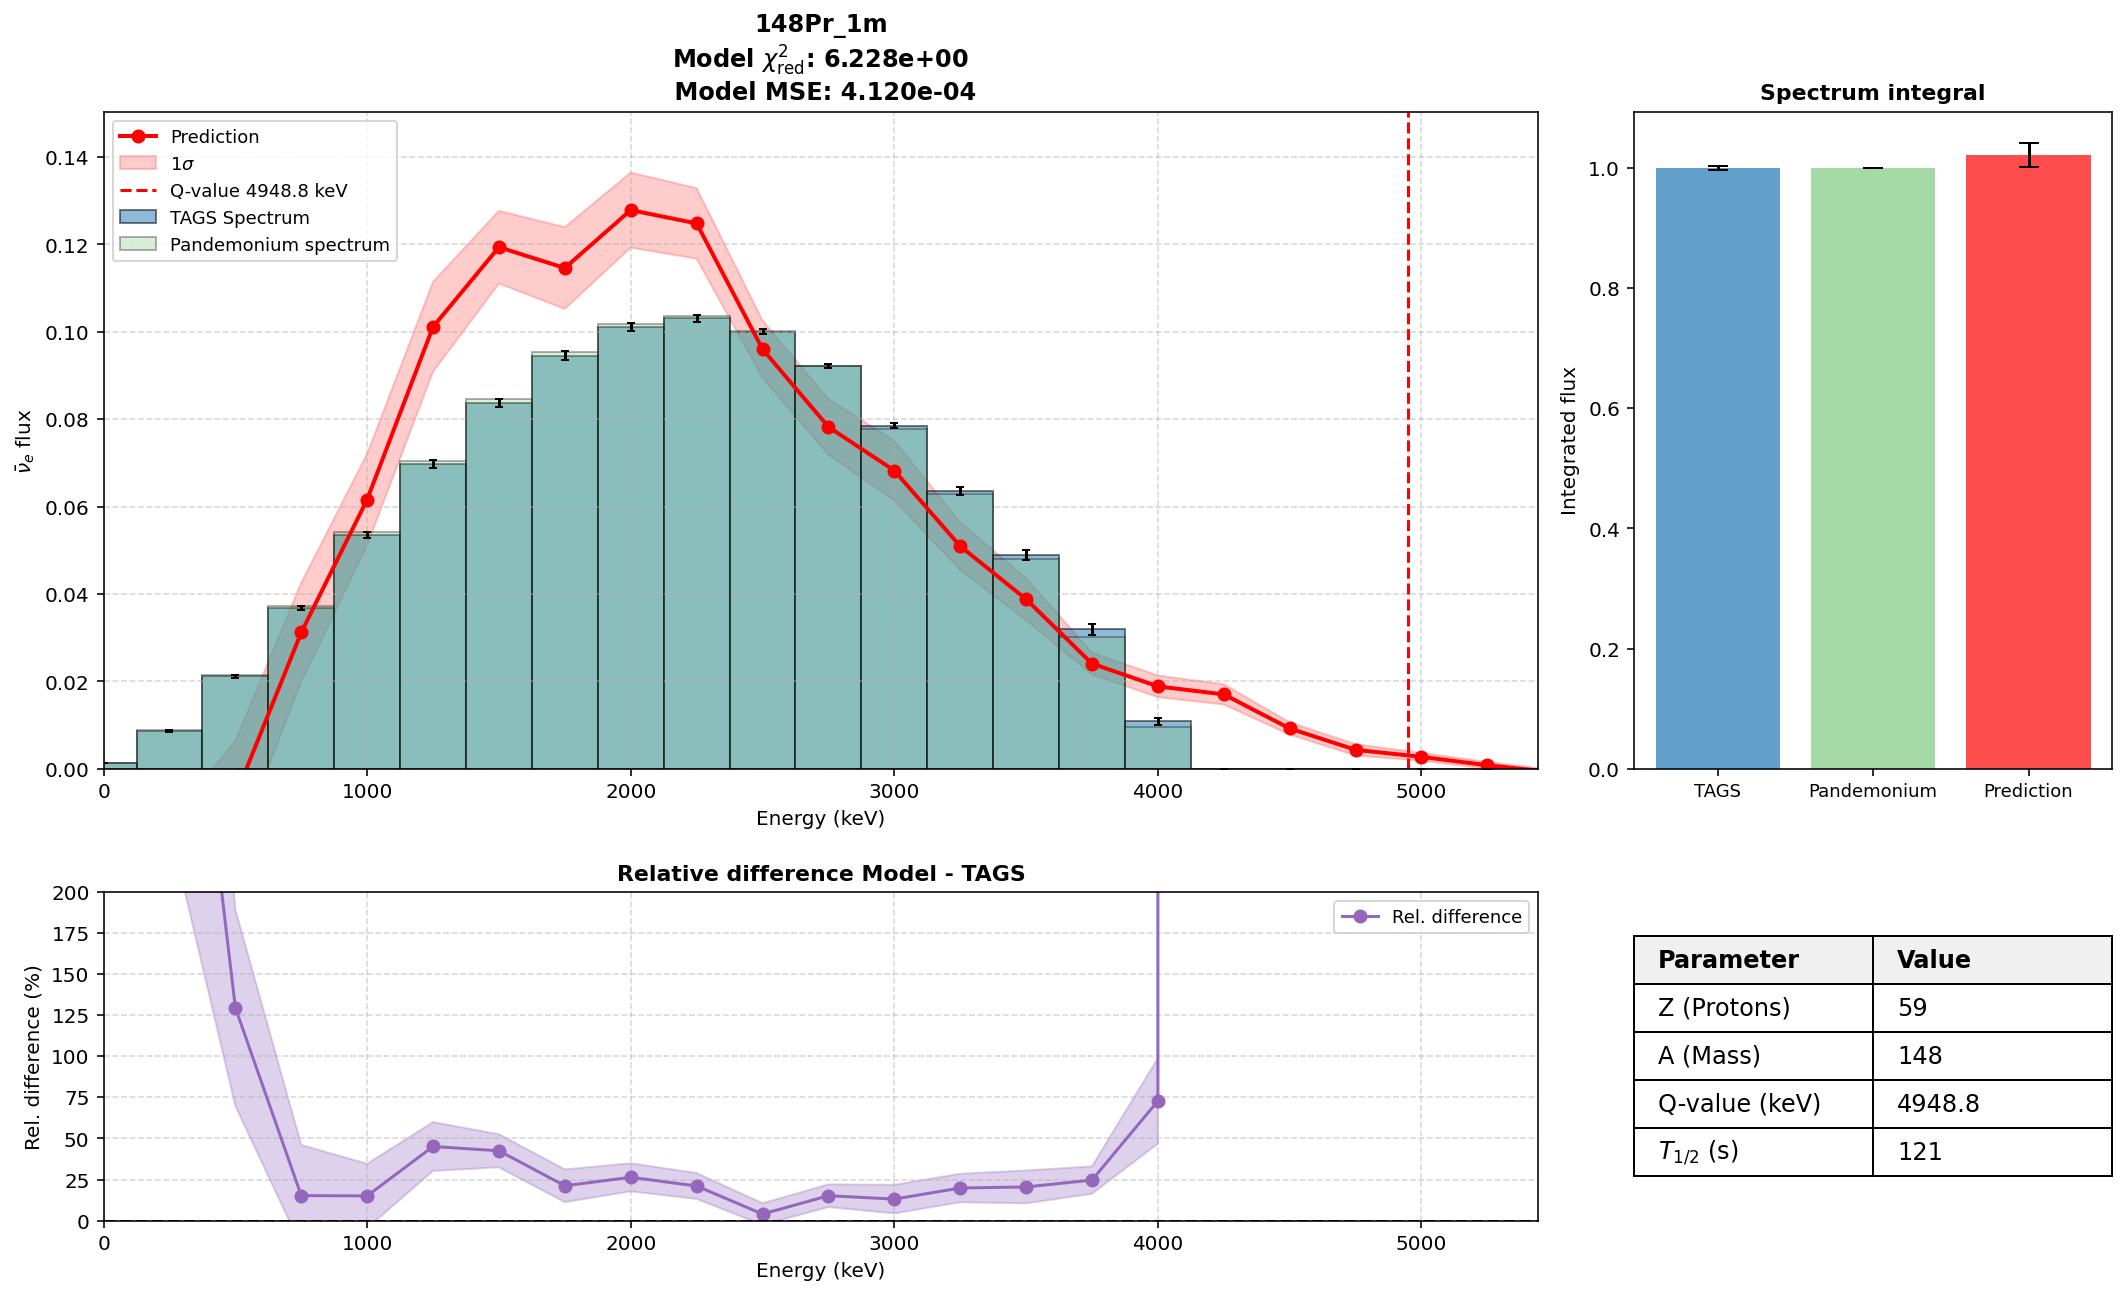 148Pr_1m
Model χ²red: 6.228e+00
Model MSE: 4.120e-04
Prediction
1σ
Q-value 4948.8 keV
TAGS Spectrum
Pandemonium spectrum
ν̄e flux
0.14
0.12
0.10
0.08
0.06
0.04
0.02
0.00
0 1000 2000 3000 4000 5000
Energy (keV)
Spectrum integral
Integrated flux
1.0
0.8
0.6
0.4
0.2
0.0
TAGS Pandemonium Prediction
Relative difference Model - TAGS
Rel. difference
Rel. difference (%)
200
175
150
125
100
75
50
25
0
0 1000 2000 3000 4000 5000
Energy (keV)
Parameter Value
Z (Protons) 59
A (Mass) 148
Q-value (keV) 4948.8
T1/2 (s) 121